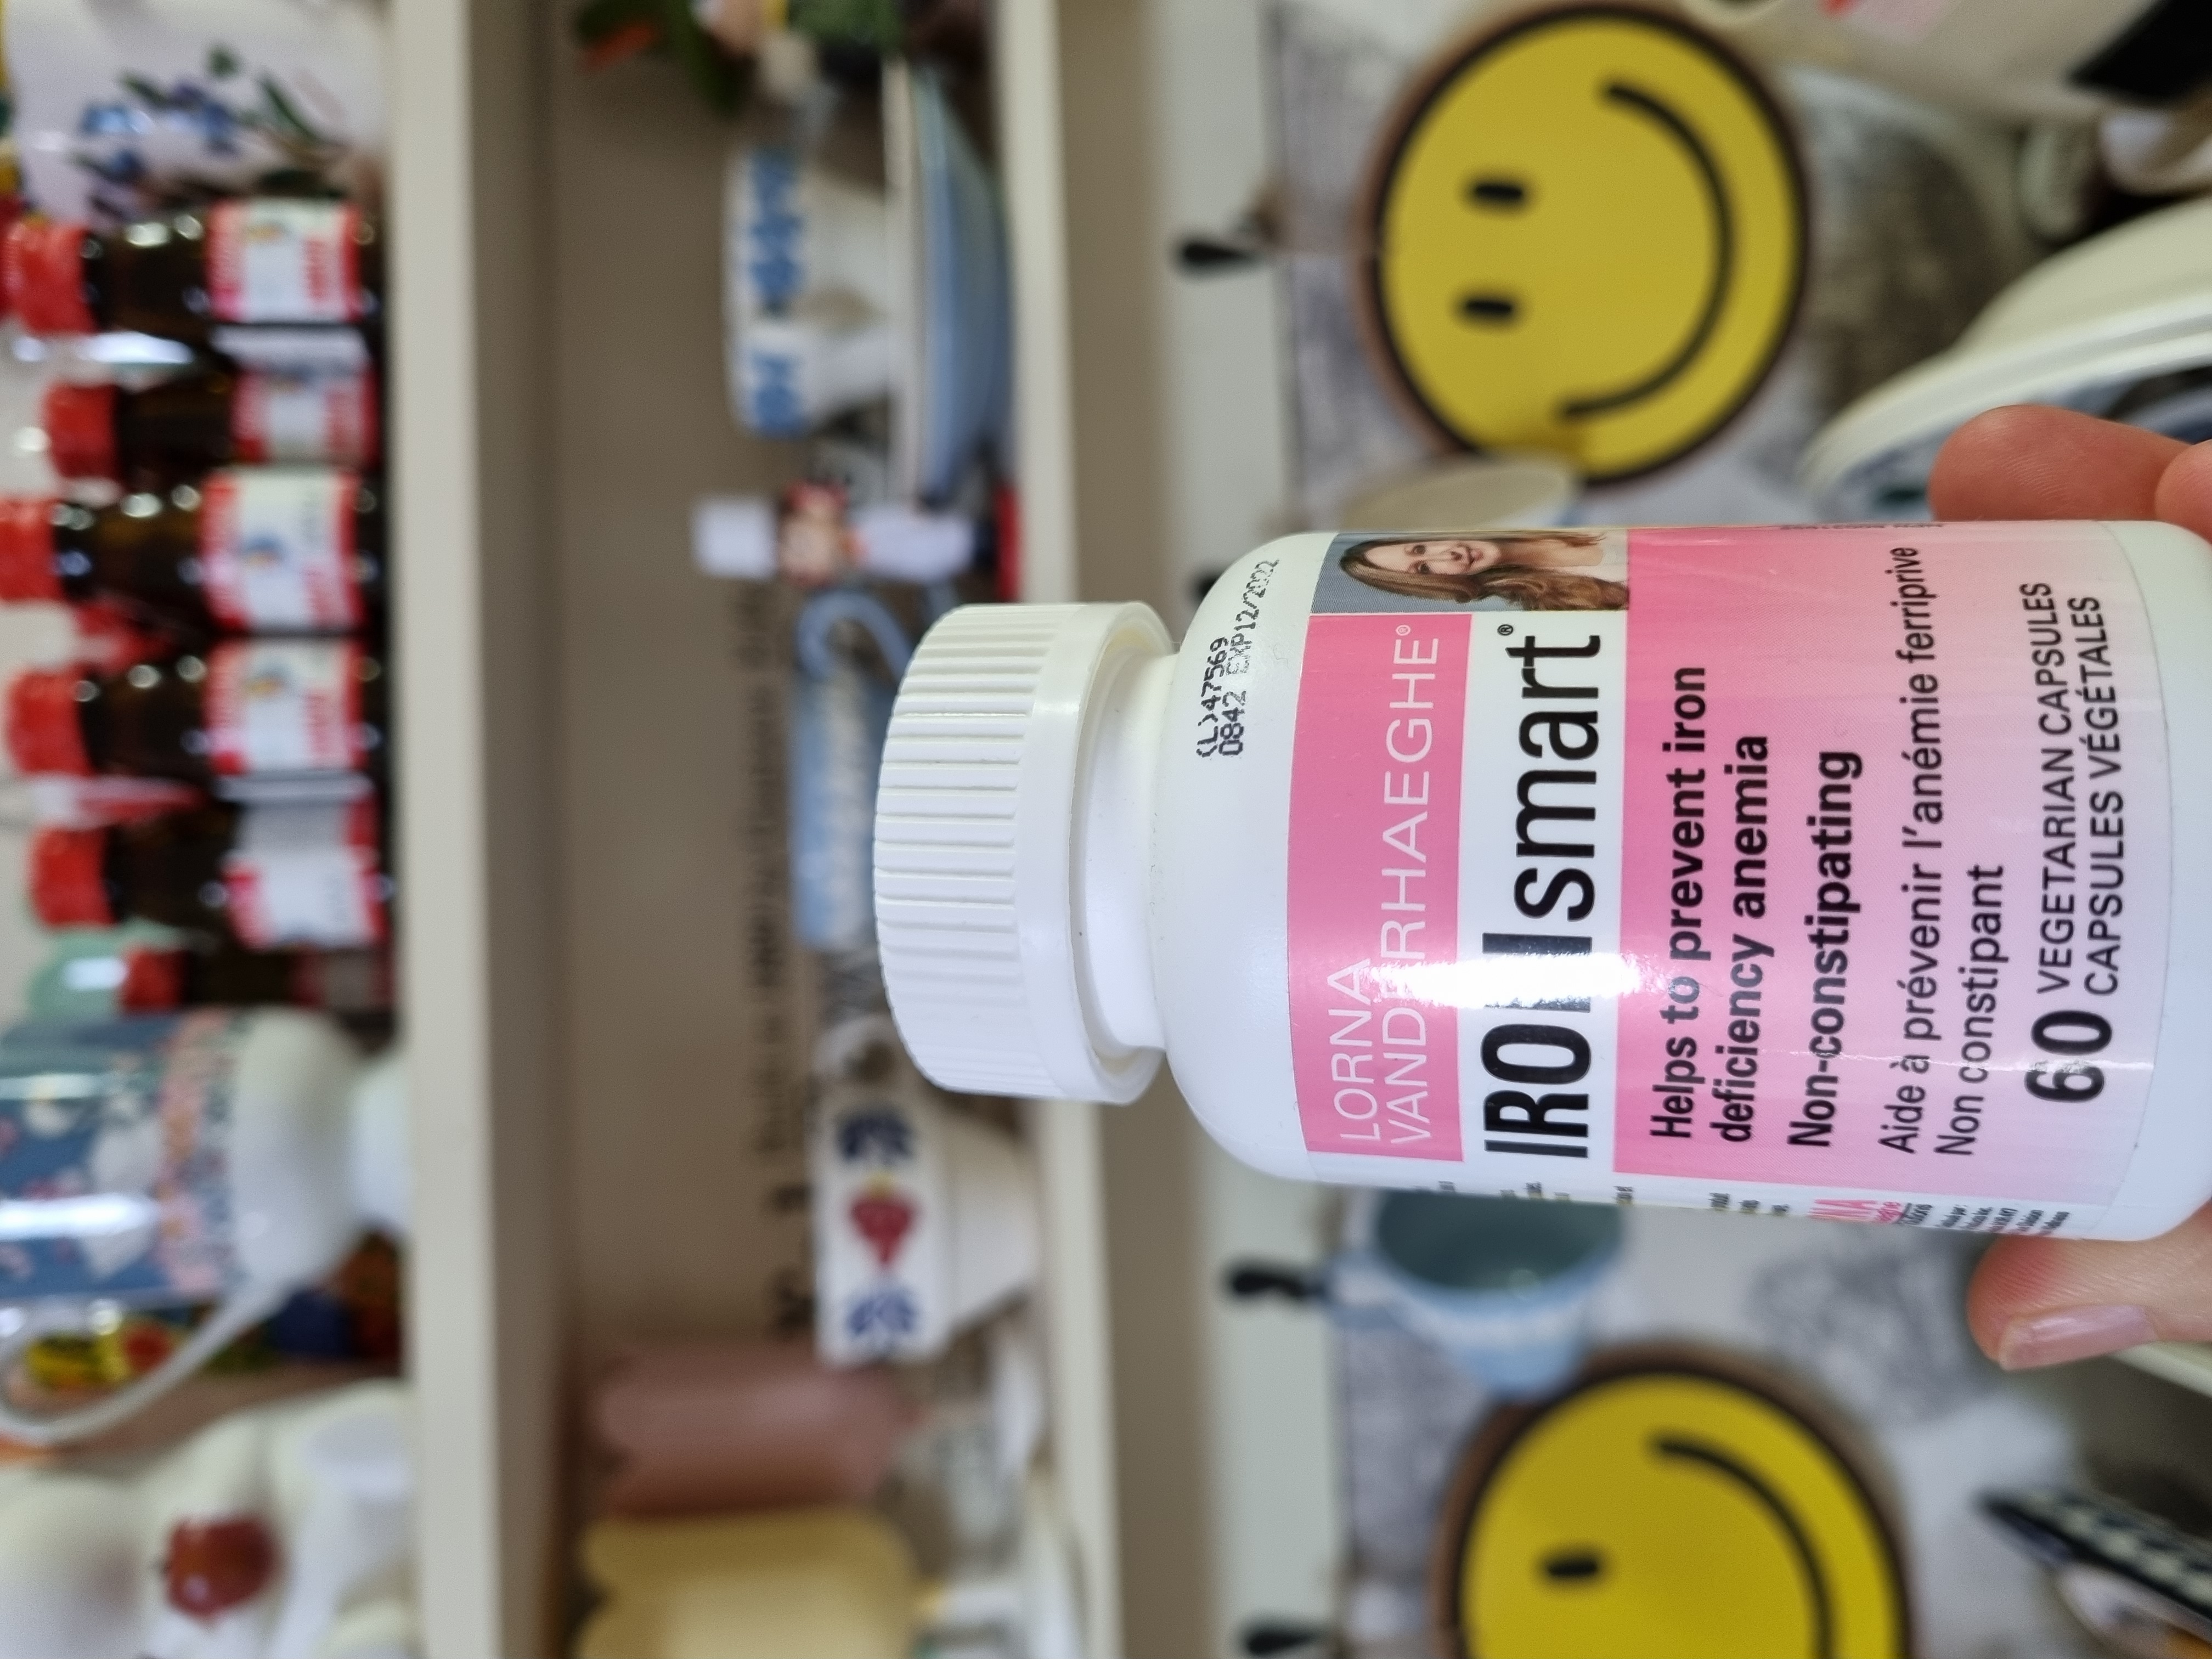 (L)47569
0842 EXP12/2022
LORNA
VANDERHAEGHE®
IRONsmart®
Helps to prevent iron
deficiency anemia
Non-constipating
Aide à prévenir l'anémie ferriprive
Non constipant
60 VEGETARIAN CAPSULES
CAPSULES VÉGÉTALES